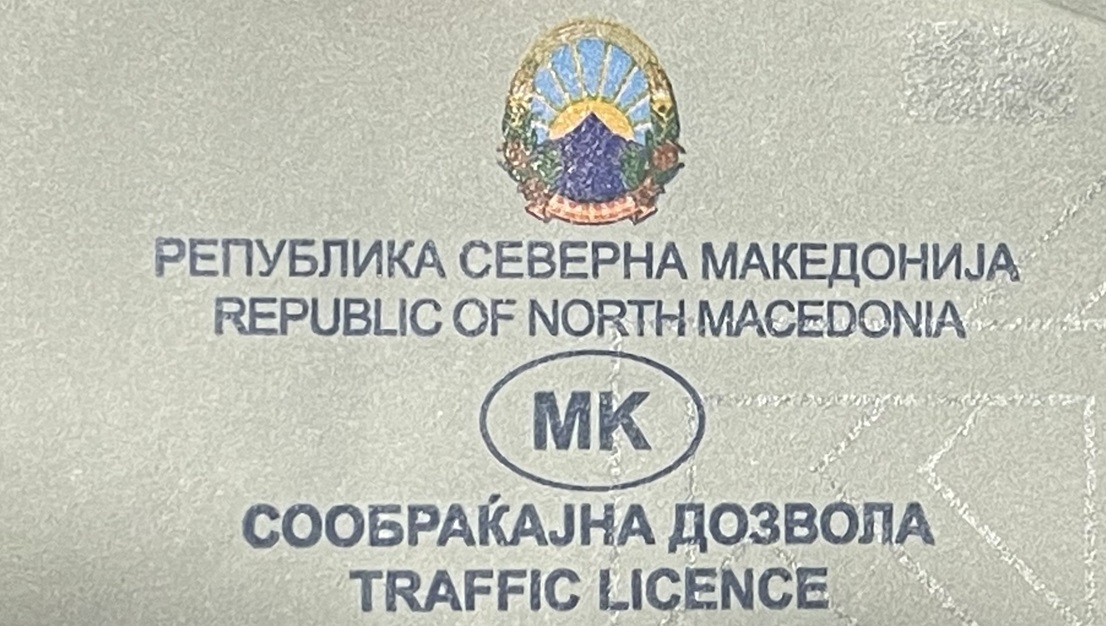 РЕПУБЛИКА СЕВЕРНА МАКЕДОНИЈА
REPUBLIC OF NORTH MACEDONIA
MK
СООБРАЌАЈНА ДОЗВОЛА
TRAFFIC LICENCE